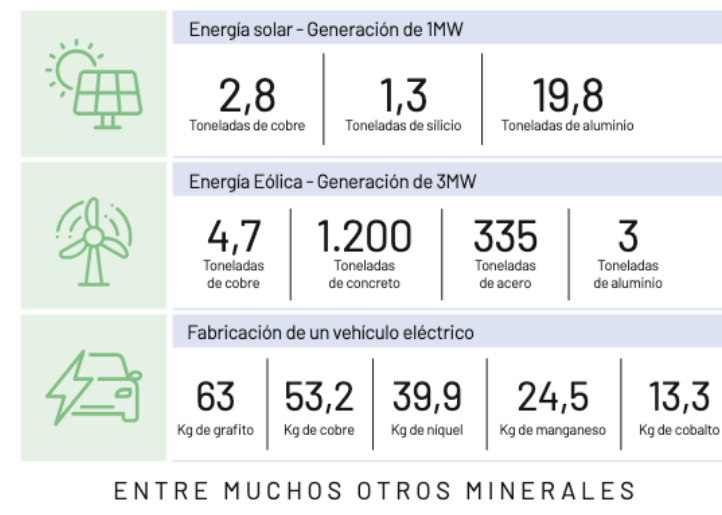 Energía solar - Generación de 1MW
2,8
Toneladas de cobre
1,3
Toneladas de silicio
19,8
Toneladas de aluminio
Energía Eólica - Generación de 3MW
4,7
Toneladas
de cobre
1.200
Toneladas
de concreto
335
Toneladas
de acero
3
Toneladas
de aluminio
Fabricación de un vehículo eléctrico
63
Kg de grafito
53,2
Kg de cobre
39,9
Kg de níquel
24,5
Kg de manganeso
13,3
Kg de cobalto
ENTRE MUCHOS OTROS MINERALES